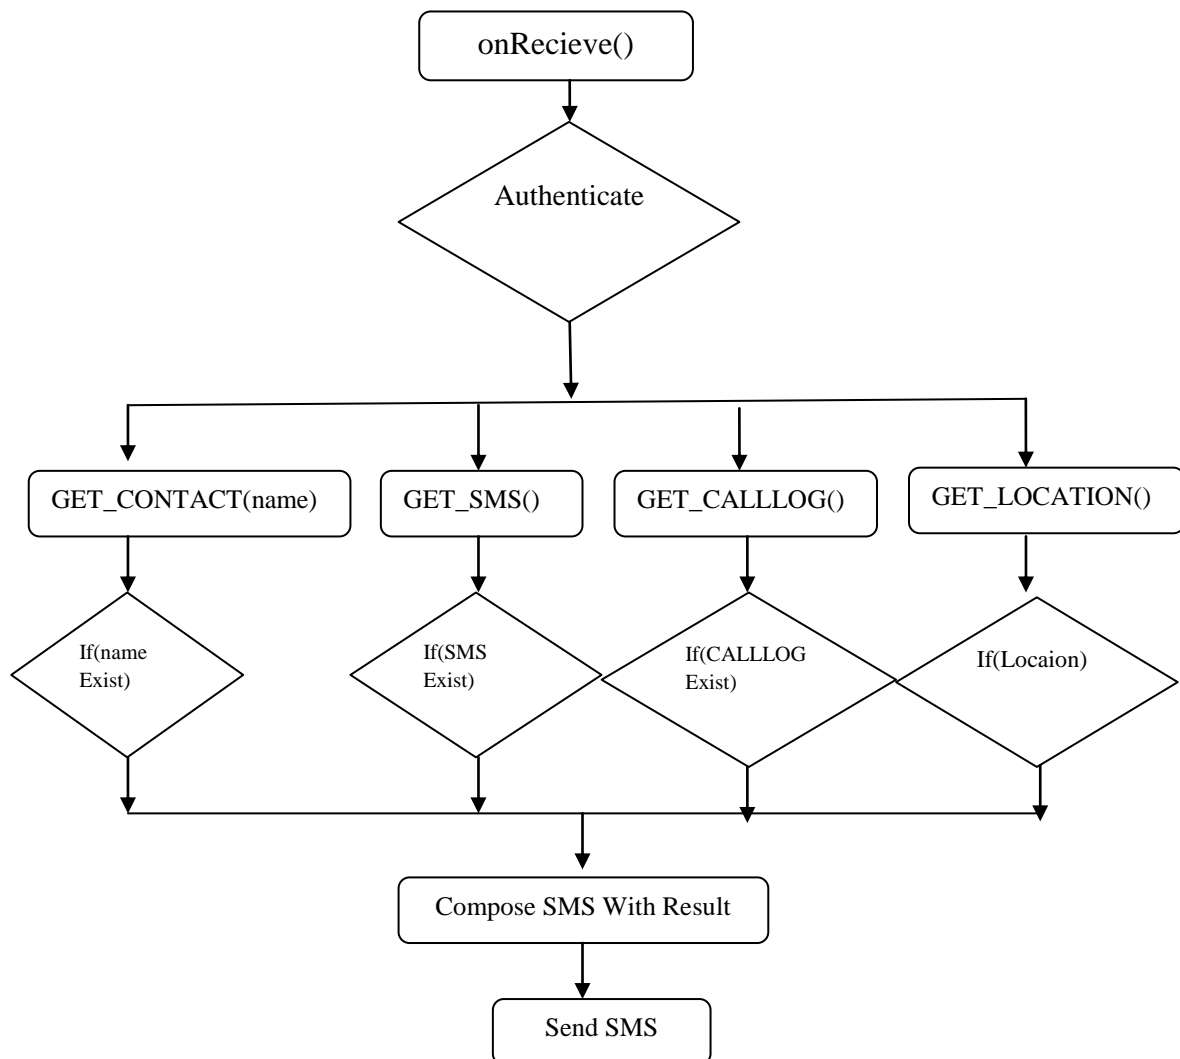 onRecieve()
Authenticate
GET_CONTACT(name)
GET_SMS()
GET_CALLLOG()
GET_LOCATION()
If(name
Exist)
If(SMS
Exist)
If(CALLLOG
Exist)
If(Locaion)
Compose SMS With Result
Send SMS